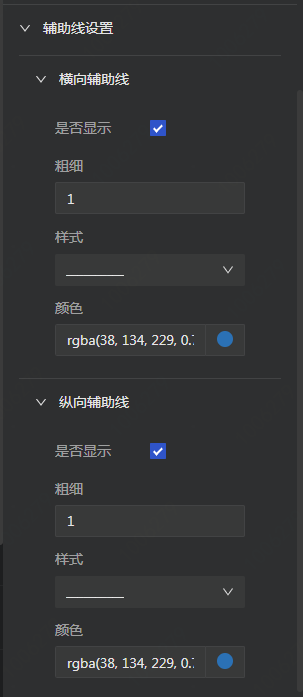 辅助线设置
横向辅助线
是否显示
粗细
1
样式
颜色
rgba(38, 134, 229, 0.
纵向辅助线
是否显示
粗细
1
样式
颜色
rgba(38, 134, 229, 0.